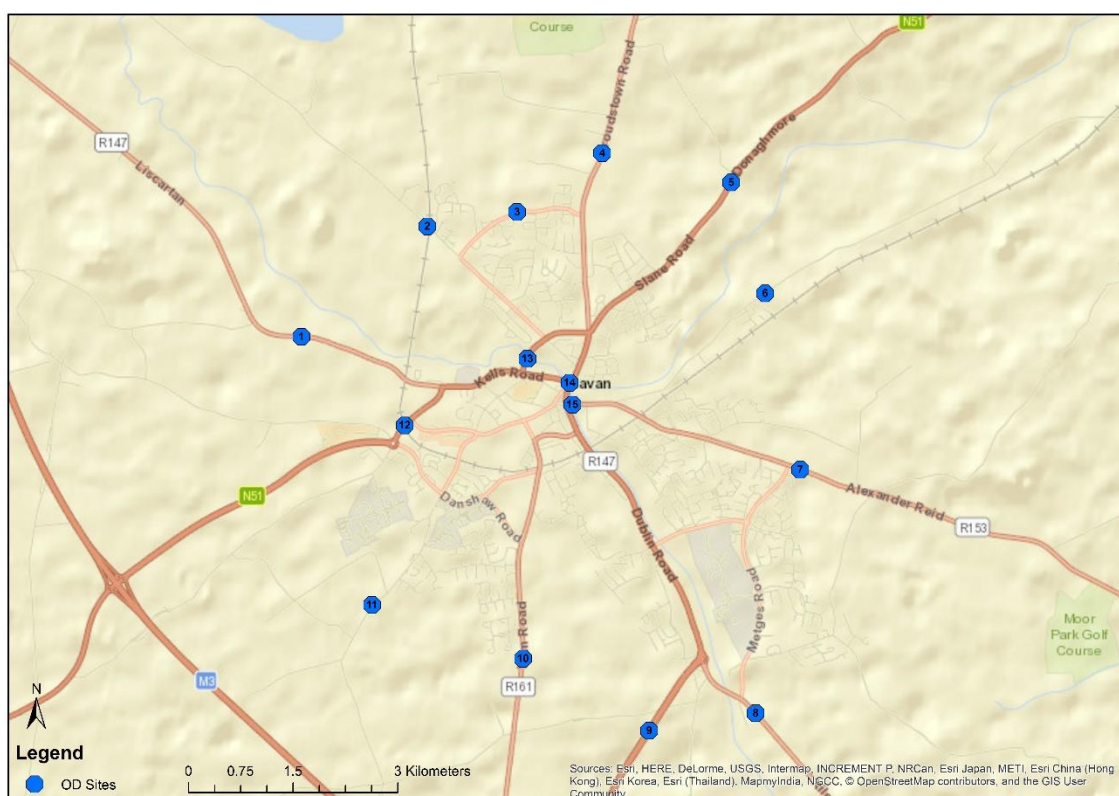 Course
N51
R147
Liscartan
oudstown Road
4
Donaghmore
5
3
2
Slane Road
6
1
13
Kells Road
14
avan
15
12
R147
7
N51
Danshaw Road
Alexander Reid
R153
Dublin Road
Metges Road
11
n Road
10
R161
Moor
Park Golf
Course
M3
N
8
9
Legend
OD Sites
0 0.75 1.5 3 Kilometers
Sources: Esri, HERE, DeLorme, USGS, Intermap, INCREMENT P, NRCan, Esri Japan, METI, Esri China (Hong
Kong), Esri Korea, Esri (Thailand), MapmyIndia, NGCC, © OpenStreetMap contributors, and the GIS User
Community